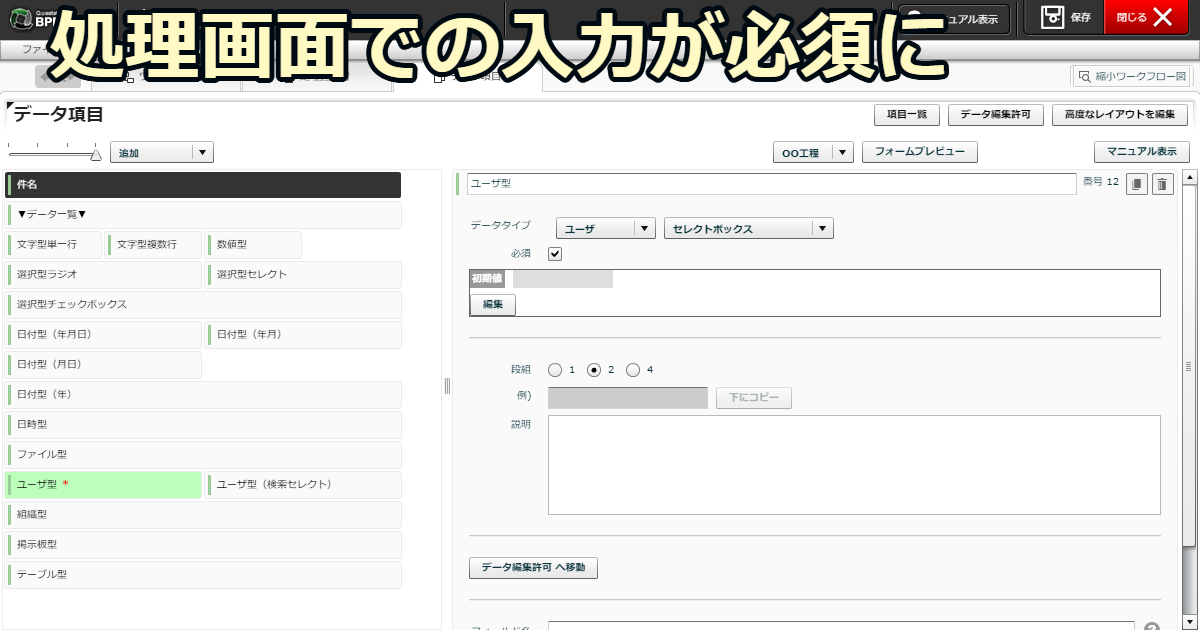 処理画面での入力が必須に
Queste
BPM
マニュアル表示
保存
閉じる
ファ
縮小ワークフロー図
データ項目
項目一覧
データ編集許可
高度なレイアウトを編集
追加
OO工程
フォームプレビュー
マニュアル表示
件名
▼データ一覧▼
文字型単一行
文字型複数行
数値型
選択型ラジオ
選択型セレクト
選択型チェックボックス
日付型（年月日）
日付型（年月）
日付型（月日）
日付型（年）
日時型
ファイル型
ユーザ型 *
ユーザ型（検索セレクト）
組織型
掲示板型
テーブル型
ユーザ型
番号 12
データタイプ
ユーザ
セレクトボックス
必須
初期値
編集
段組
1
2
4
例)
下にコピー
説明
データ編集許可 へ移動
フィールド名